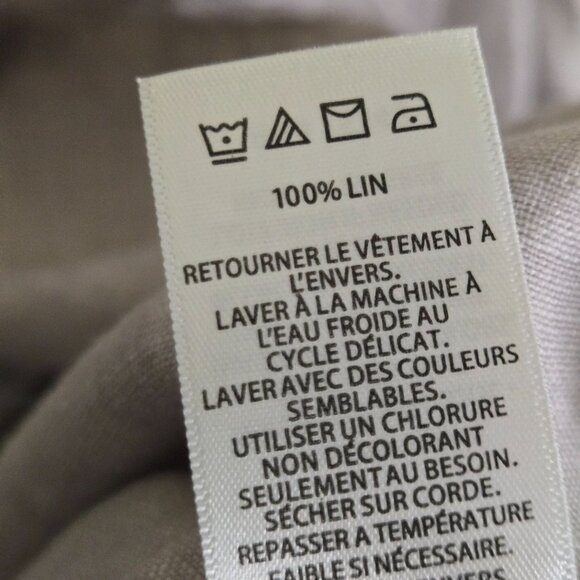 100% LIN
RETOURNER LE VÊTEMENT À
L'ENVERS.
LAVER À LA MACHINE À
L'EAU FROIDE AU
CYCLE DÉLICAT.
LAVER AVEC DES COULEURS
SEMBLABLES.
UTILISER UN CHLORURE
NON DÉCOLORANT
SEULEMENT AU BESOIN.
SÉCHER SUR CORDE.
REPASSER A TEMPÉRATURE
FAIBLE SI NÉCESSAIRE.